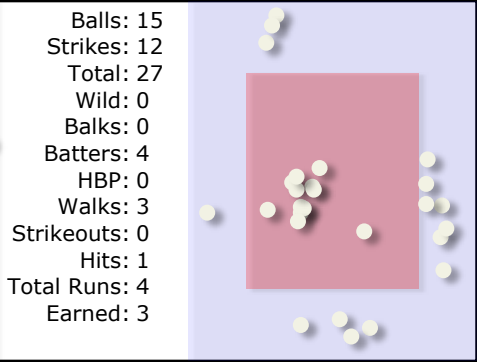 Balls: 15
Strikes: 12
Total: 27
Wild: 0
Balks: 0
Batters: 4
HBP: 0
Walks: 3
Strikeouts: 0
Hits: 1
Total Runs: 4
Earned: 3